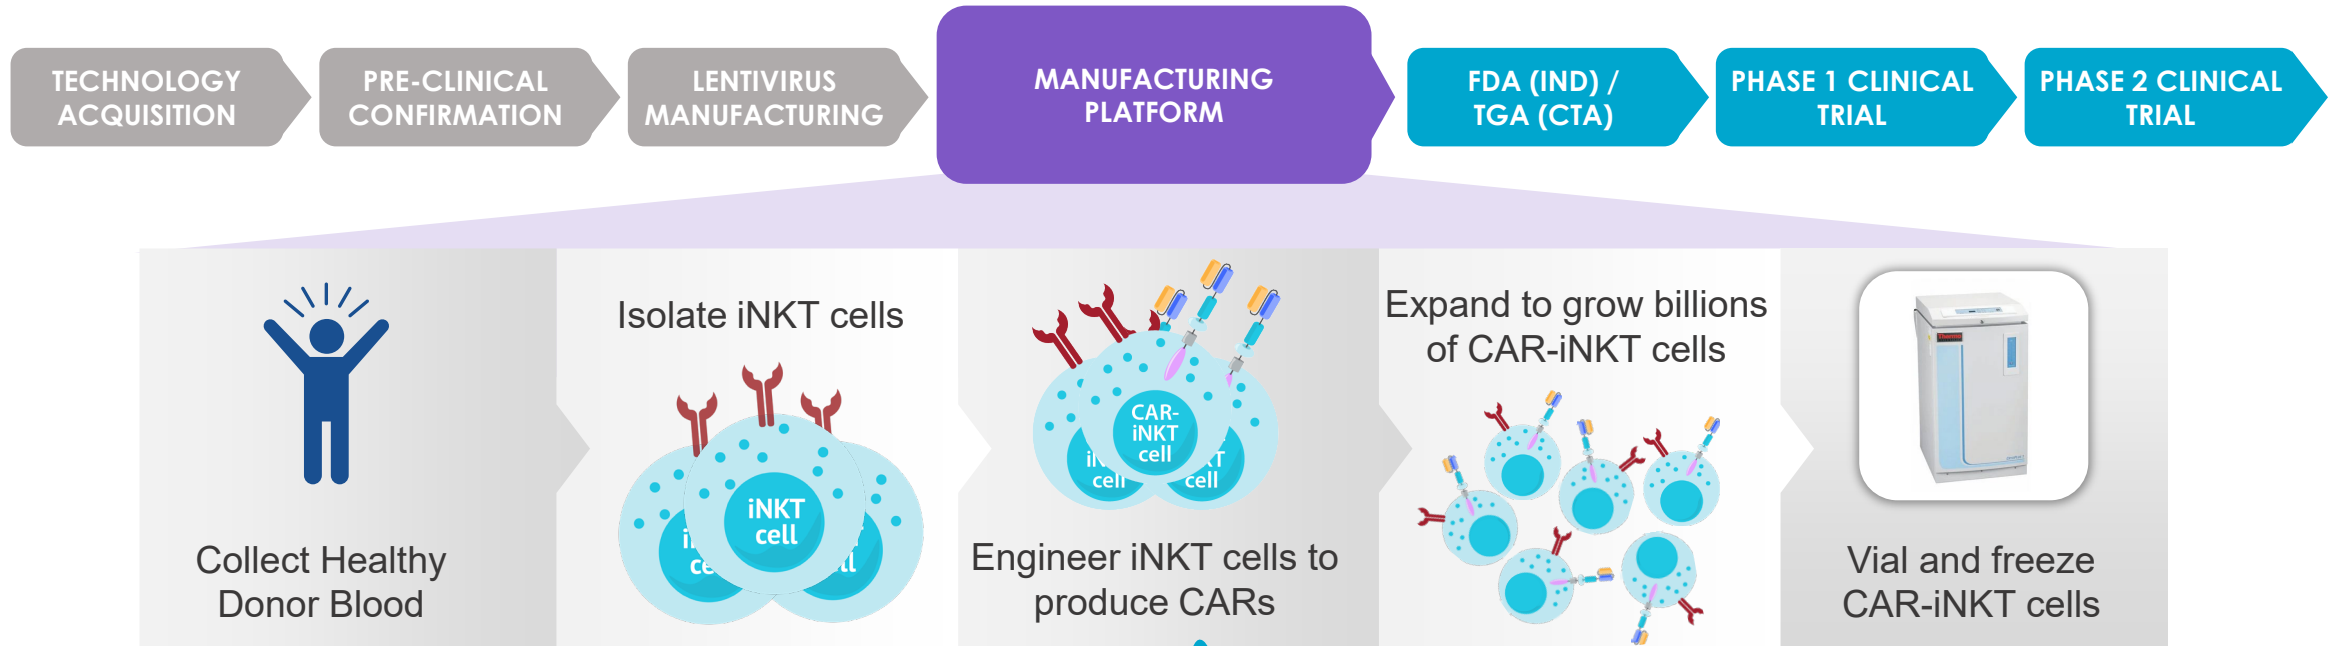 TECHNOLOGY
ACQUISITION
PRE-CLINICAL
CONFIRMATION
LENTIVIRUS
MANUFACTURING
MANUFACTURING
PLATFORM
FDA (IND) /
TGA (CTA)
PHASE 1 CLINICAL
TRIAL
PHASE 2 CLINICAL
TRIAL
Collect Healthy
Donor Blood
Isolate iNKT cells
iNKT
cell
CAR-
iNKT
cell
cell
cell
Engineer iNKT cells to
produce CARs
Expand to grow billions
of CAR-iNKT cells
Vial and freeze
CAR-iNKT cells